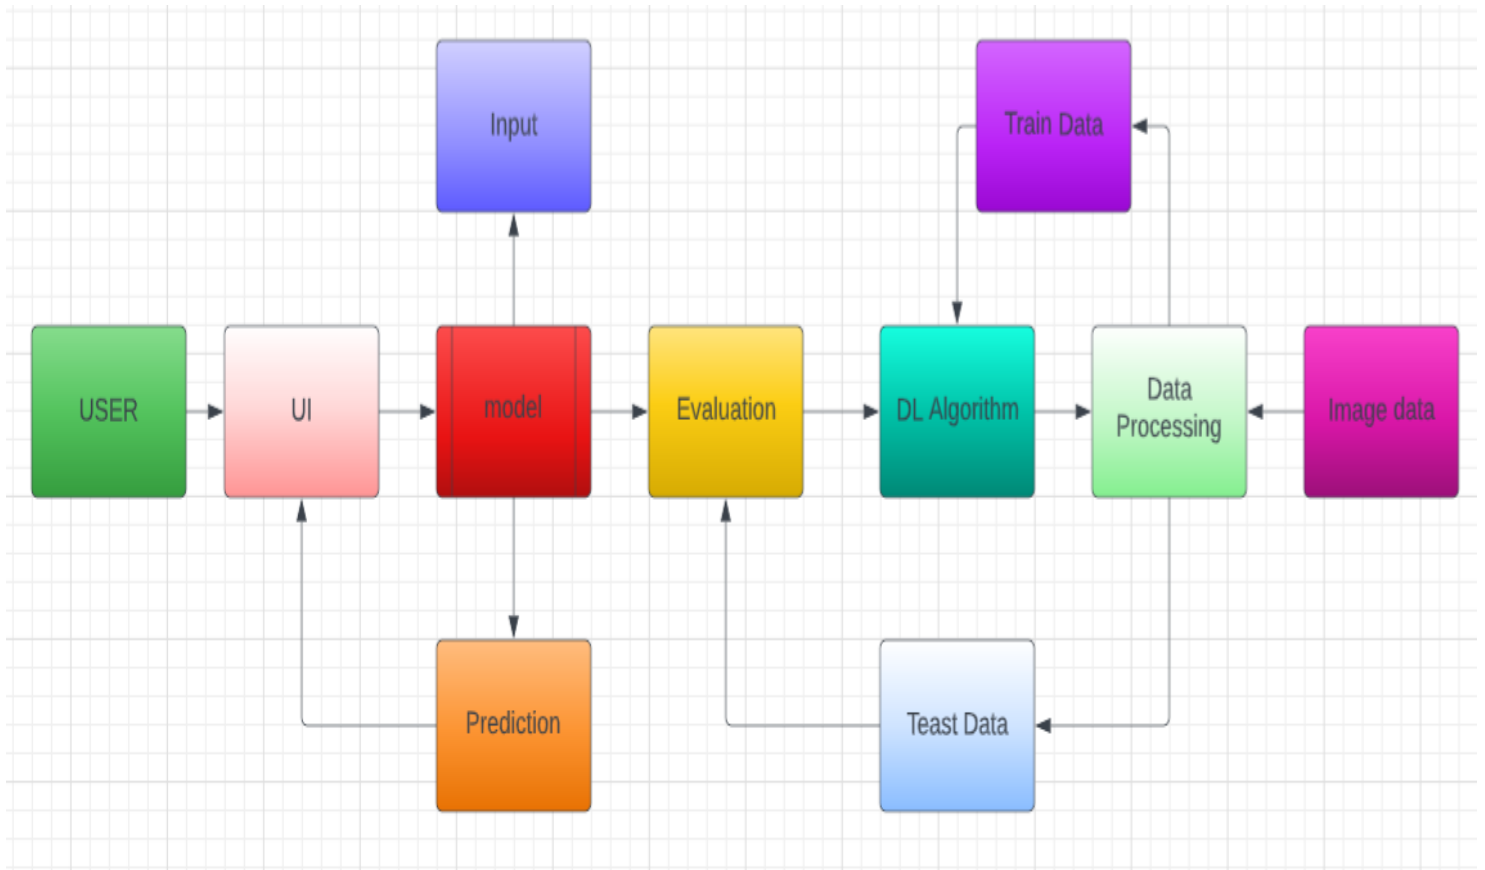 Input
Train Data
USER
UI
model
Evaluation
DL Algorithm
Data
Processing
Image data
Prediction
Teast Data